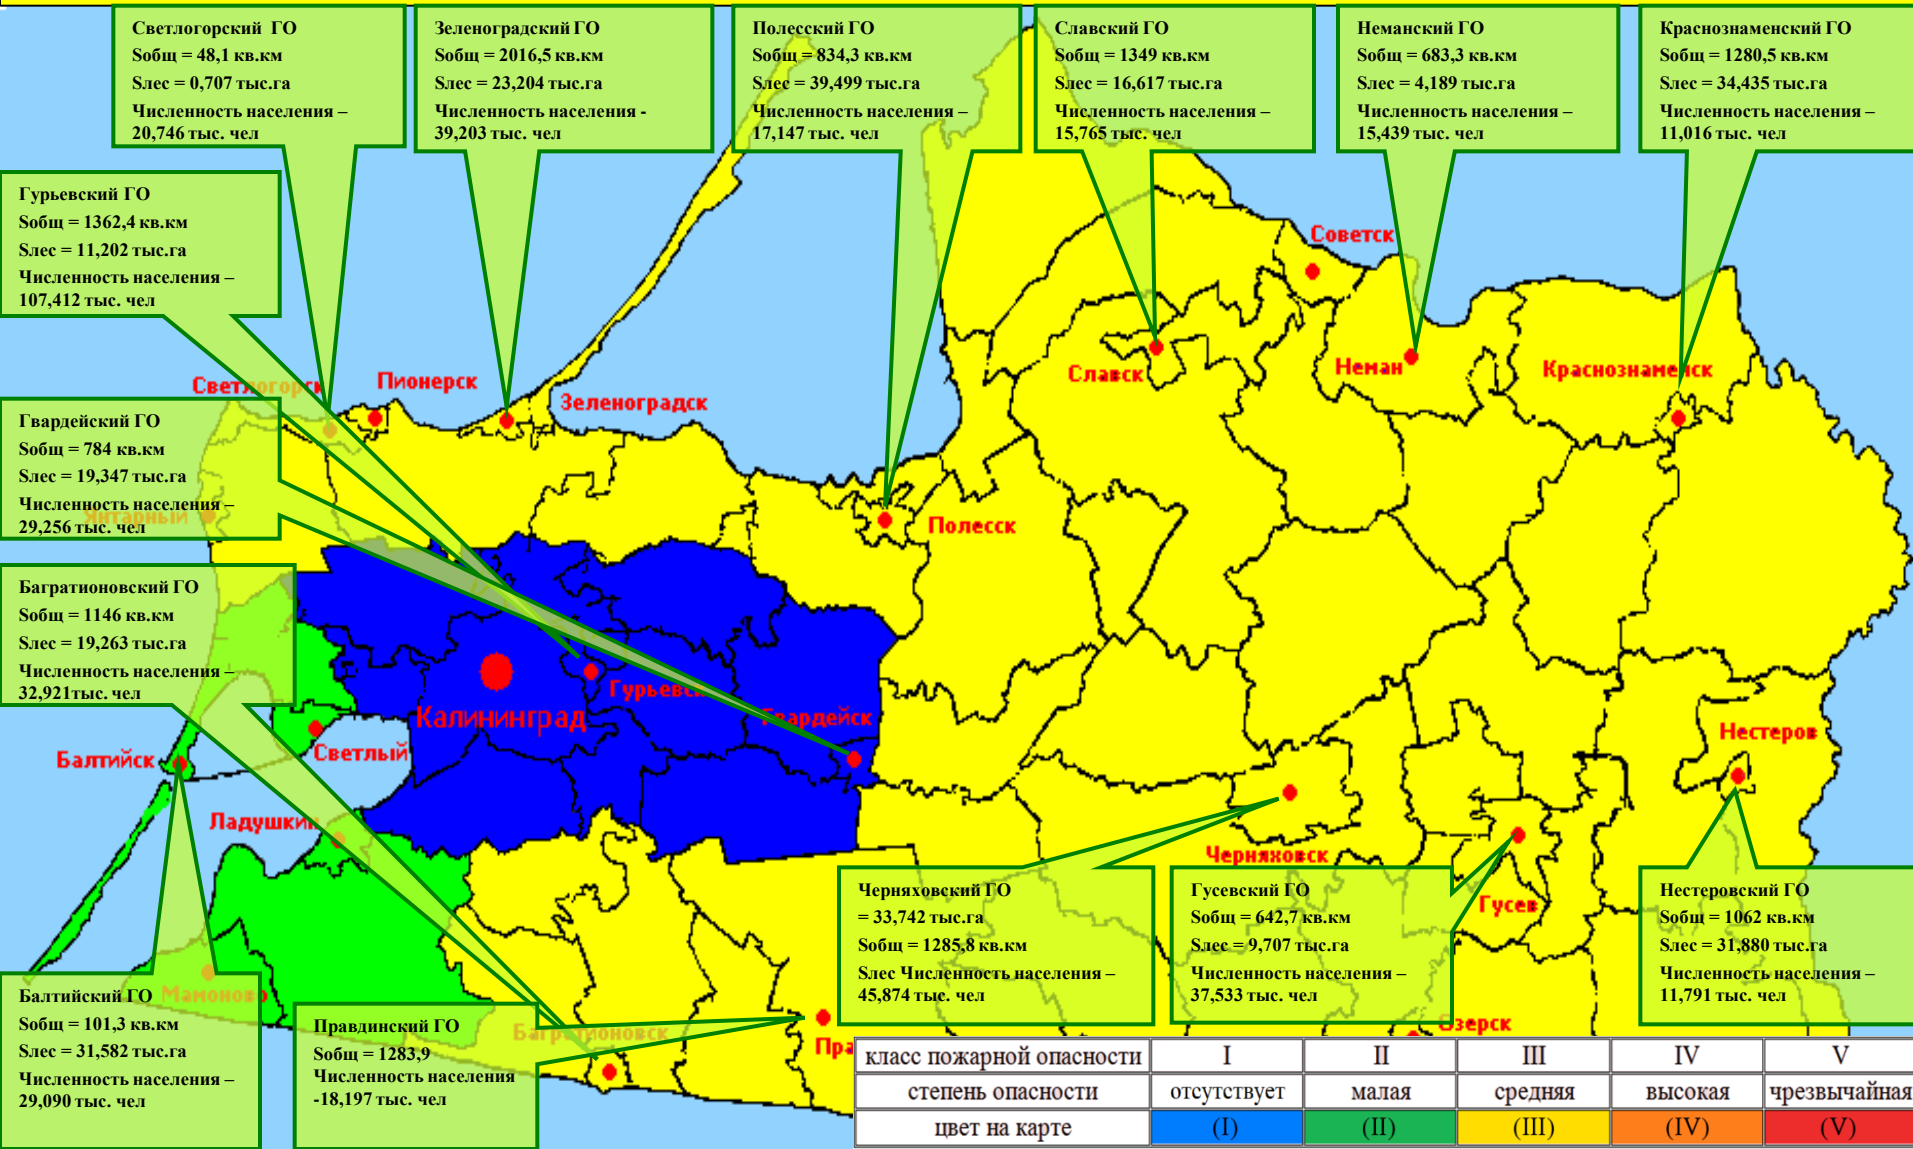 Светлогорский ГО
Sобщ = 48,1 кв.км
Sлес = 0,707 тыс.га
Численность населения –
20,746 тыс. чел
Зеленоградский ГО
Sобщ = 2016,5 кв.км
Sлес = 23,204 тыс.га
Численность населения -
39,203 тыс. чел
Полесский ГО
Sобщ = 834,3 кв.км
Sлес = 39,499 тыс.га
Численность населения –
17,147 тыс. чел
Славский ГО
Sобщ = 1349 кв.км
Sлес = 16,617 тыс.га
Численность населения –
15,765 тыс. чел
Неманский ГО
Sобщ = 683,3 кв.км
Sлес = 4,189 тыс.га
Численность населения –
15,439 тыс. чел
Краснознаменский ГО
Sобщ = 1280,5 кв.км
Sлес = 34,435 тыс.га
Численность населения –
11,016 тыс. чел
Гурьевский ГО
Sобщ = 1362,4 кв.км
Sлес = 11,202 тыс.га
Численность населения –
107,412 тыс. чел
Советск
Светлогорск
Пионерск
Зеленоградск
Славск
Неман
Краснознаменск
Гвардейский ГО
Sобщ = 784 кв.км
Sлес = 19,347 тыс.га
Численность населения –
29,256 тыс. чел
Янтарный
Полесск
Багратионовский ГО
Sобщ = 1146 кв.км
Sлес = 19,263 тыс.га
Численность населения –
32,921тыс. чел
Гурьевск
Калининград
Гвардейск
Нестеров
Балтийск
Светлый
Ладушкин
Черняховск
Гусев
Черняховский ГО
= 33,742 тыс.га
Sобщ = 1285,8 кв.км
Sлес Численность населения –
45,874 тыс. чел
Гусевский ГО
Sобщ = 642,7 кв.км
Sлес = 9,707 тыс.га
Численность населения –
37,533 тыс. чел
Нестеровский ГО
Sобщ = 1062 кв.км
Sлес = 31,880 тыс.га
Численность населения –
11,791 тыс. чел
Мамоново
Балтийский ГО
Sобщ = 101,3 кв.км
Sлес = 31,582 тыс.га
Численность населения –
29,090 тыс. чел
Правдинский ГО
Sобщ = 1283,9
Численность населения
-18,197 тыс. чел
Багратионовск
Пра
Озерск
класс пожарной опасности I II III IV V
степень опасности отсутствует малая средняя высокая чрезвычайная
цвет на карте (I) (II) (III) (IV) (V)